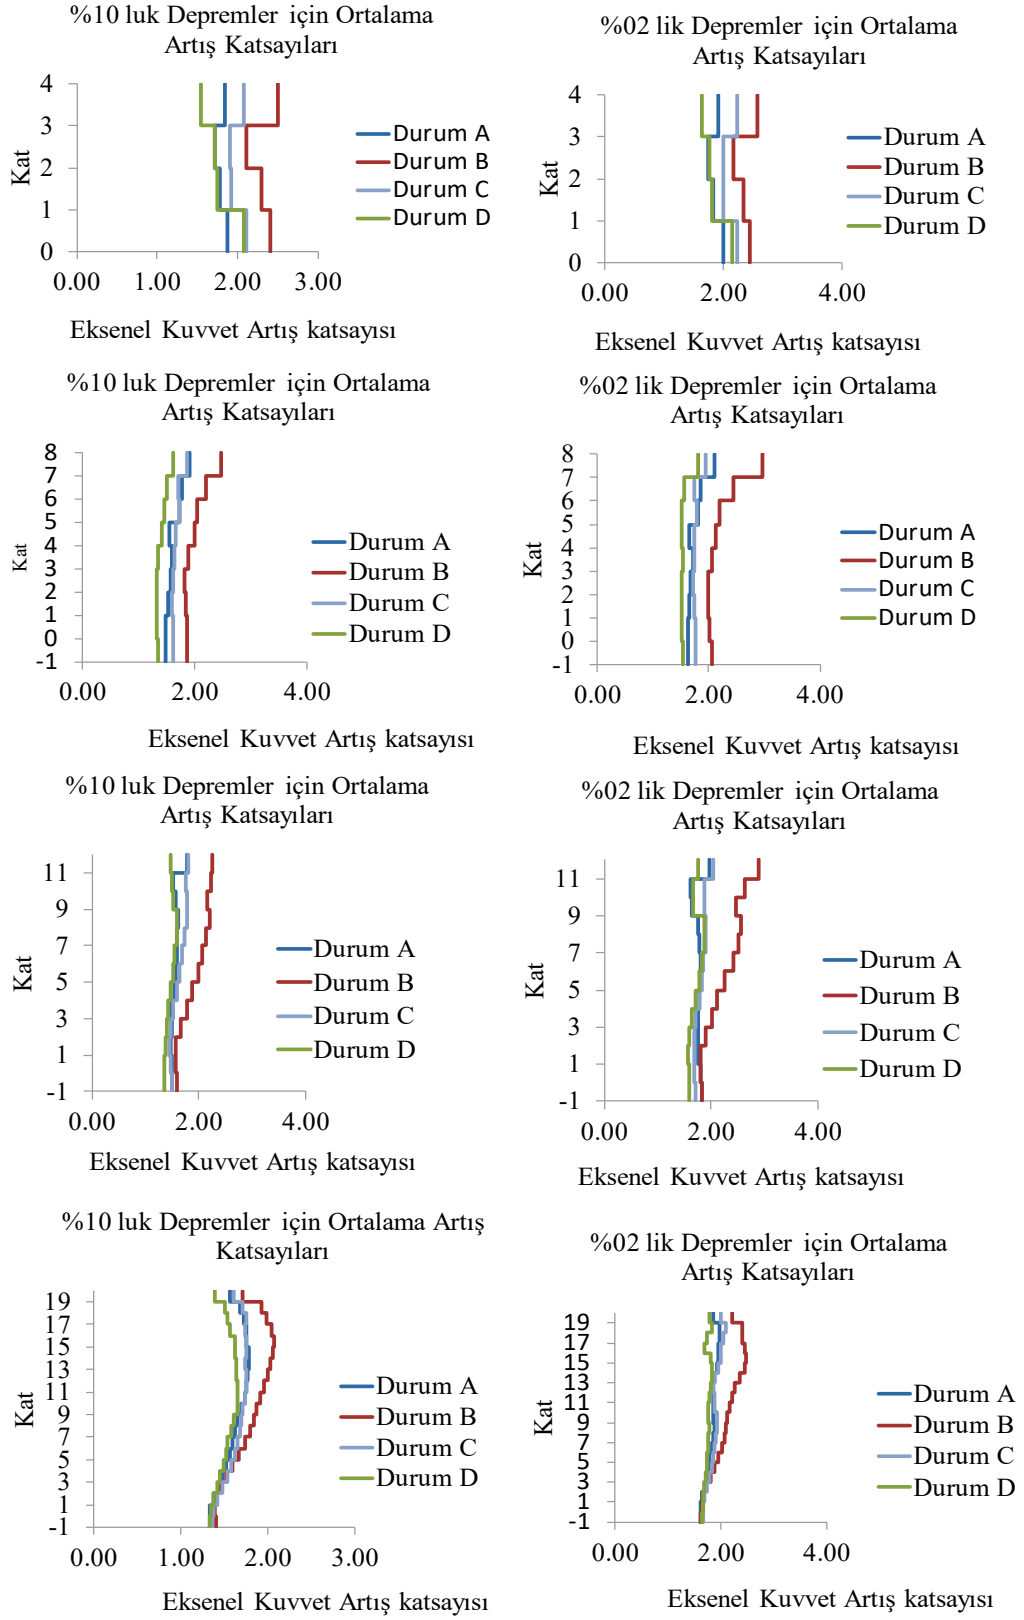 %10 luk Depremler için Ortalama
Artış Katsayıları
4
3
2
1
0
Kat
0.00 1.00 2.00 3.00
Eksenel Kuvvet Artış katsayısı
Durum A
Durum B
Durum C
Durum D
%02 lik Depremler için Ortalama
Artış Katsayıları
4
3
2
1
0
Kat
0.00 2.00 4.00
Eksenel Kuvvet Artış katsayısı
Durum A
Durum B
Durum C
Durum D
%10 luk Depremler için Ortalama
Artış Katsayıları
8
7
6
5
4
3
2
1
0
-1
Kat
0.00 2.00 4.00
Eksenel Kuvvet Artış katsayısı
Durum A
Durum B
Durum C
Durum D
%02 lik Depremler için Ortalama
Artış Katsayıları
8
7
6
5
4
3
2
1
0
-1
Kat
0.00 2.00 4.00
Eksenel Kuvvet Artış katsayısı
Durum A
Durum B
Durum C
Durum D
%10 luk Depremler için Ortalama
Artış Katsayıları
11
9
7
5
3
1
-1
Kat
0.00 2.00 4.00
Eksenel Kuvvet Artış katsayısı
Durum A
Durum B
Durum C
Durum D
%02 lik Depremler için Ortalama
Artış Katsayıları
11
9
7
5
3
1
-1
Kat
0.00 2.00 4.00
Eksenel Kuvvet Artış katsayısı
Durum A
Durum B
Durum C
Durum D
%10 luk Depremler için Ortalama Artış
Katsayıları
19
17
15
13
11
9
7
5
3
1
-1
Kat
0.00 1.00 2.00 3.00
Eksenel Kuvvet Artış katsayısı
Durum A
Durum B
Durum C
Durum D
%02 lik Depremler için Ortalama
Artış Katsayıları
19
17
15
13
11
9
7
5
3
1
-1
Kat
0.00 2.00 4.00
Eksenel Kuvvet Artış katsayısı
Durum A
Durum B
Durum C
Durum D